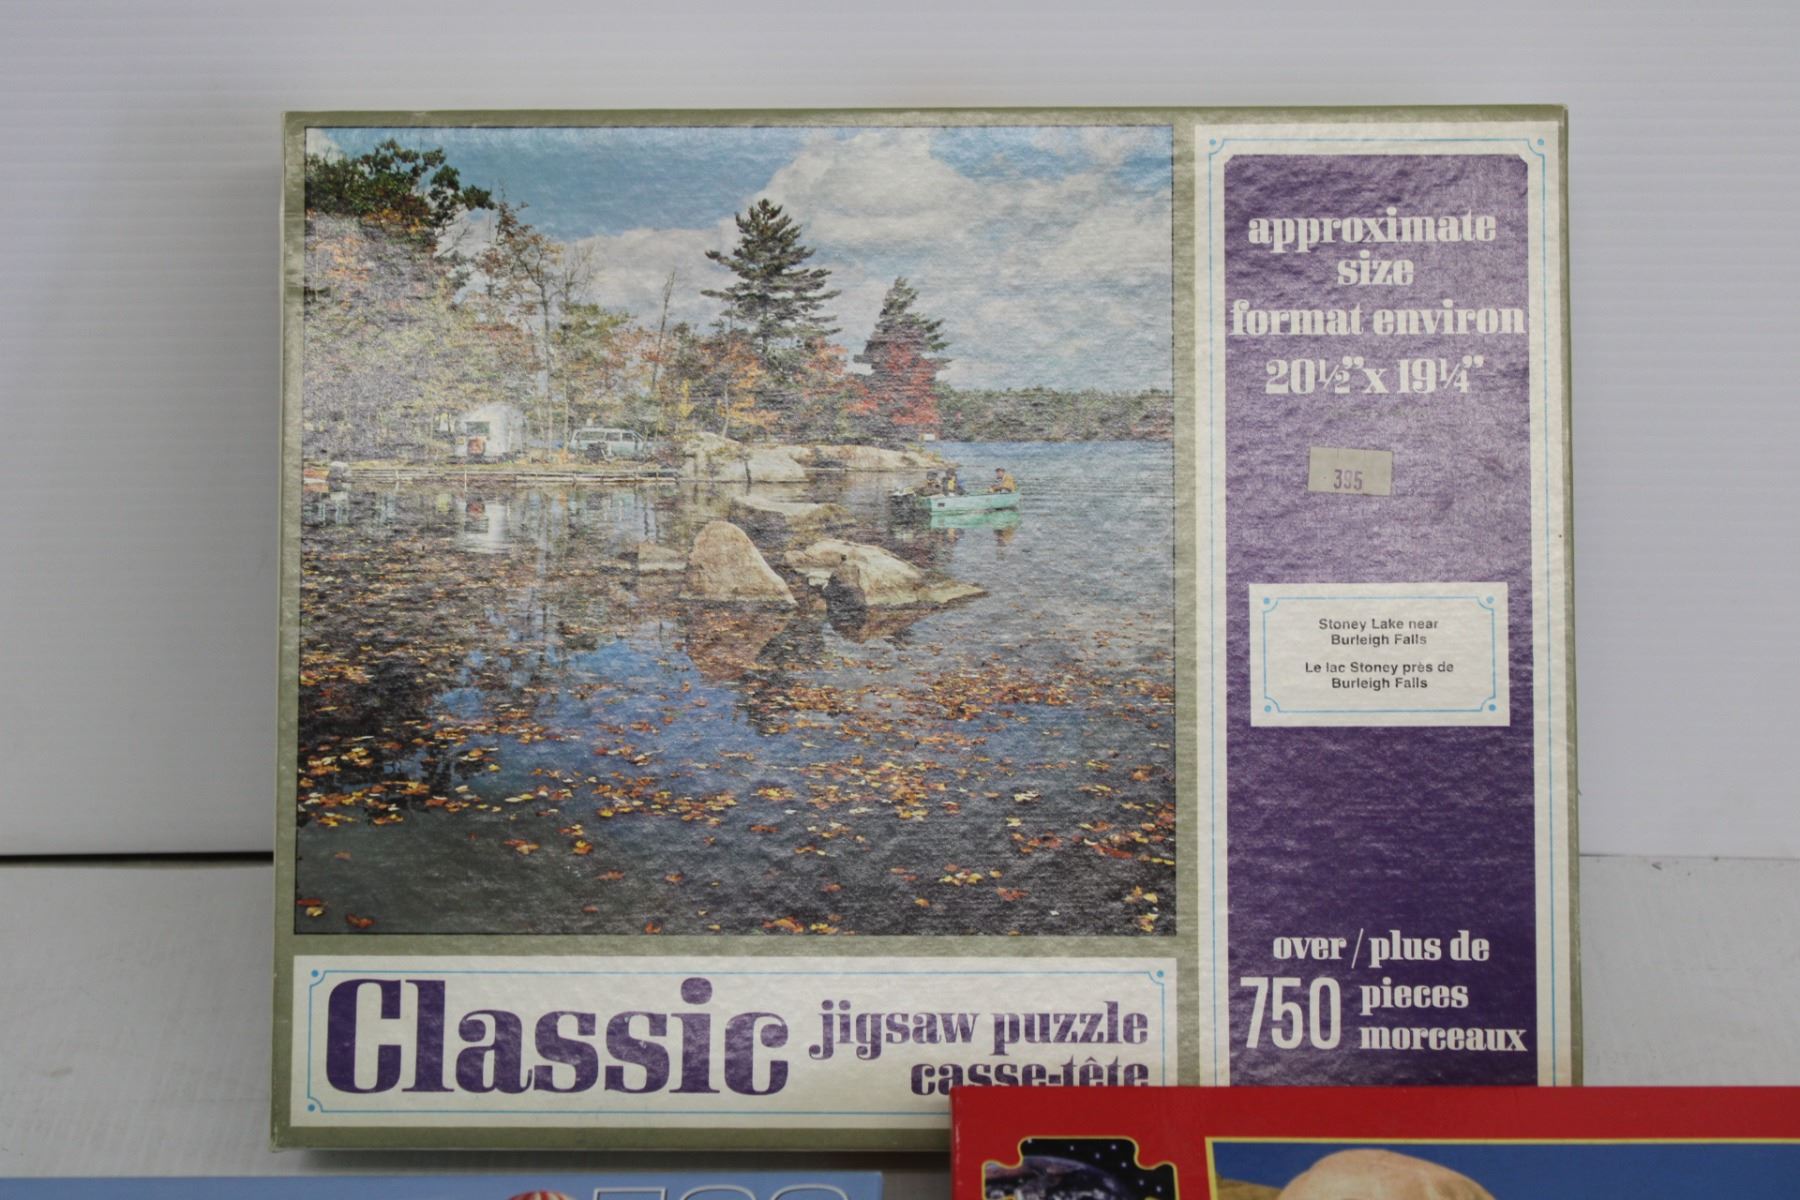 approximate
size
format environ
20½”x 19¼”
395
Stoney Lake near
Burleigh Falls
Le lac Stoney près de
Burleigh Falls
over / plus de
750 pieces
morceaux
Classic jigsaw puzzle
casse-tête